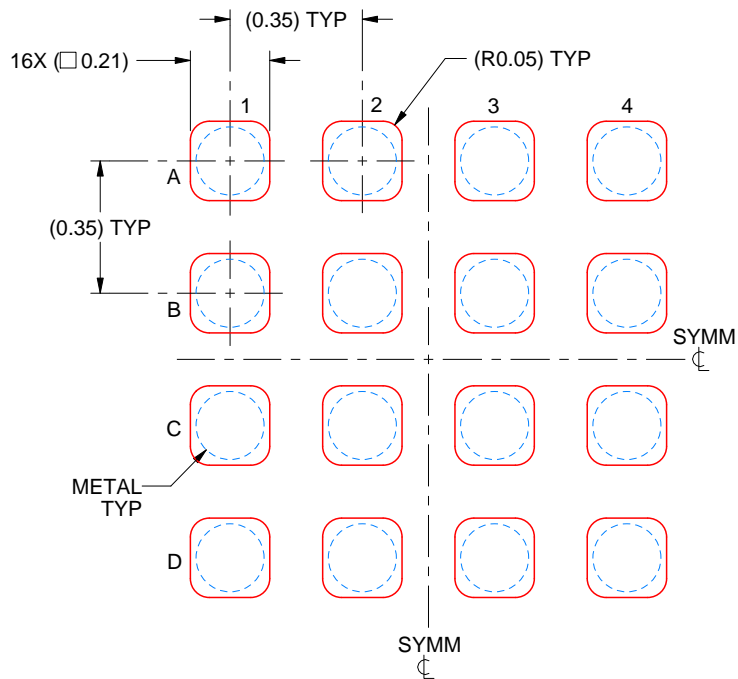 (0.35) TYP
16X (□ 0.21)
(R0.05) TYP
1
2
3
4
A
(0.35) TYP
B
SYMM
℄
C
METAL
TYP
D
SYMM
℄